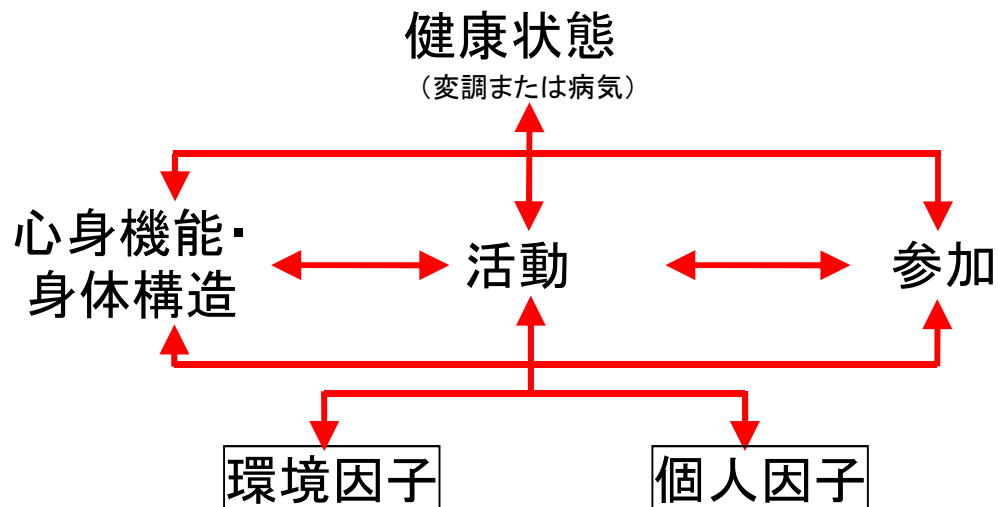 健康状態
（変調または病気）
心身機能・
身体構造
活動
参加
環境因子
個人因子